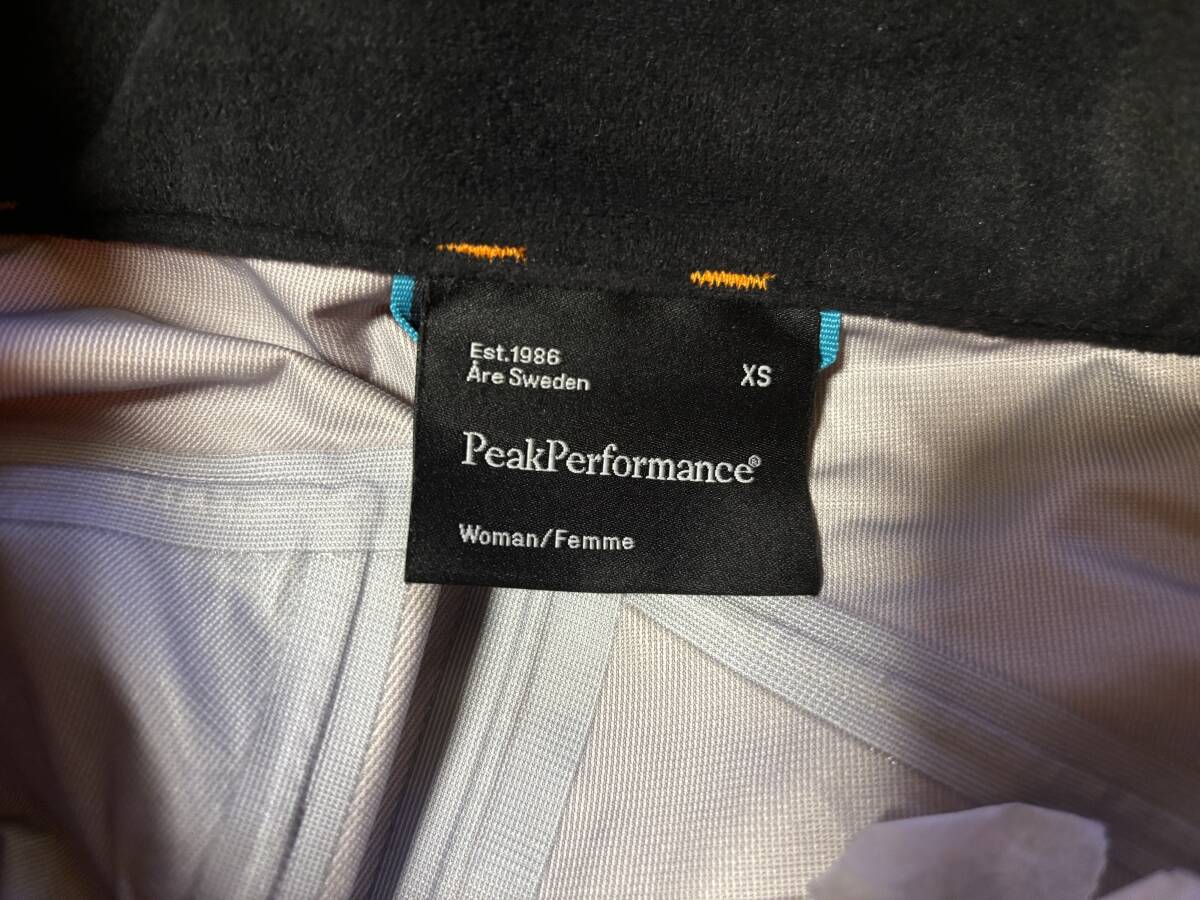 Est.1986
Åre Sweden
XS
PeakPerformance®
Woman/Femme